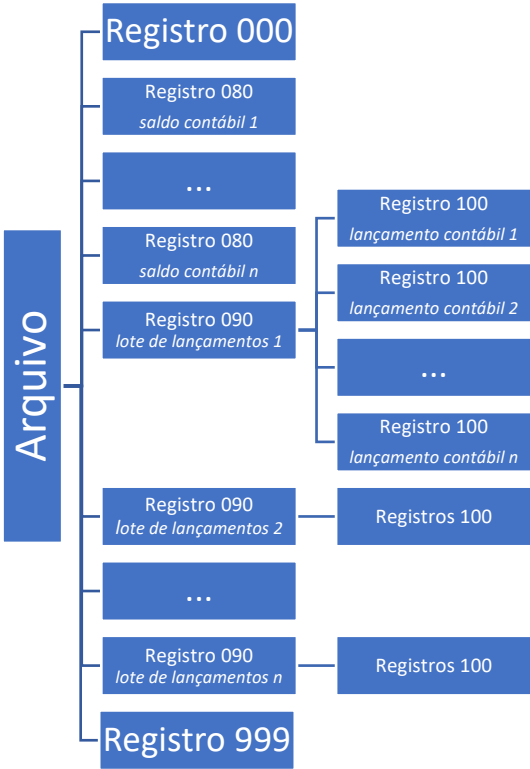 Arquivo
Registro 000
Registro 080
saldo contábil 1
...
Registro 080
saldo contábil n
Registro 090
lote de lançamentos 1
Registro 100
lançamento contábil 1
Registro 100
lançamento contábil 2
...
Registro 100
lançamento contábil n
Registro 090
lote de lançamentos 2
Registros 100
...
Registro 090
lote de lançamentos n
Registros 100
Registro 999